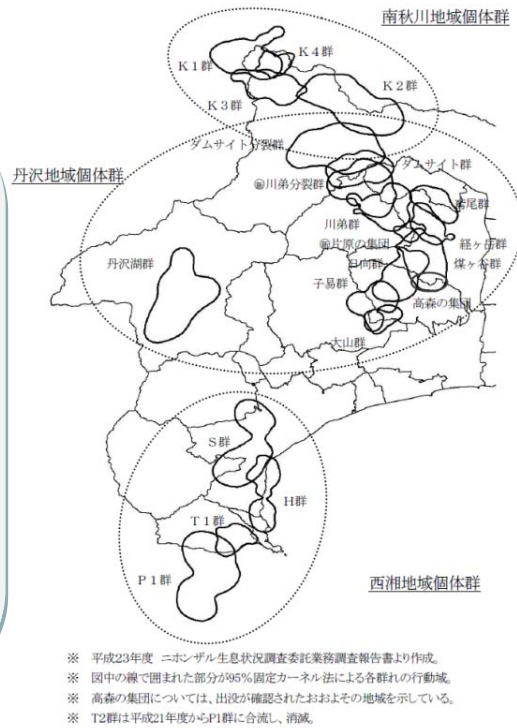 南秋川地域個体群
K4群
K1群
K2群
K3群
ダムサイト分裂群
ダムサイト群
丹沢地域個体群
川弟分裂群
鳶尾群
川弟群
経ヶ岳群
片原の集団
日向群
煤ヶ谷群
丹沢湖群
子易群
高森の集団
大山群
S群
H群
T1群
P1群
西湘地域個体群
※ 平成23年度 ニホンザル生息状況調査委託業務調査報告書より作成。
※ 図中の線で囲まれた部分が95%固定カーネル法による各群れの行動域。
※ 高森の集団については、出没が確認されたおおよその地域を示している。
※ T2群は平成21年度からP1群に合流し、消滅。